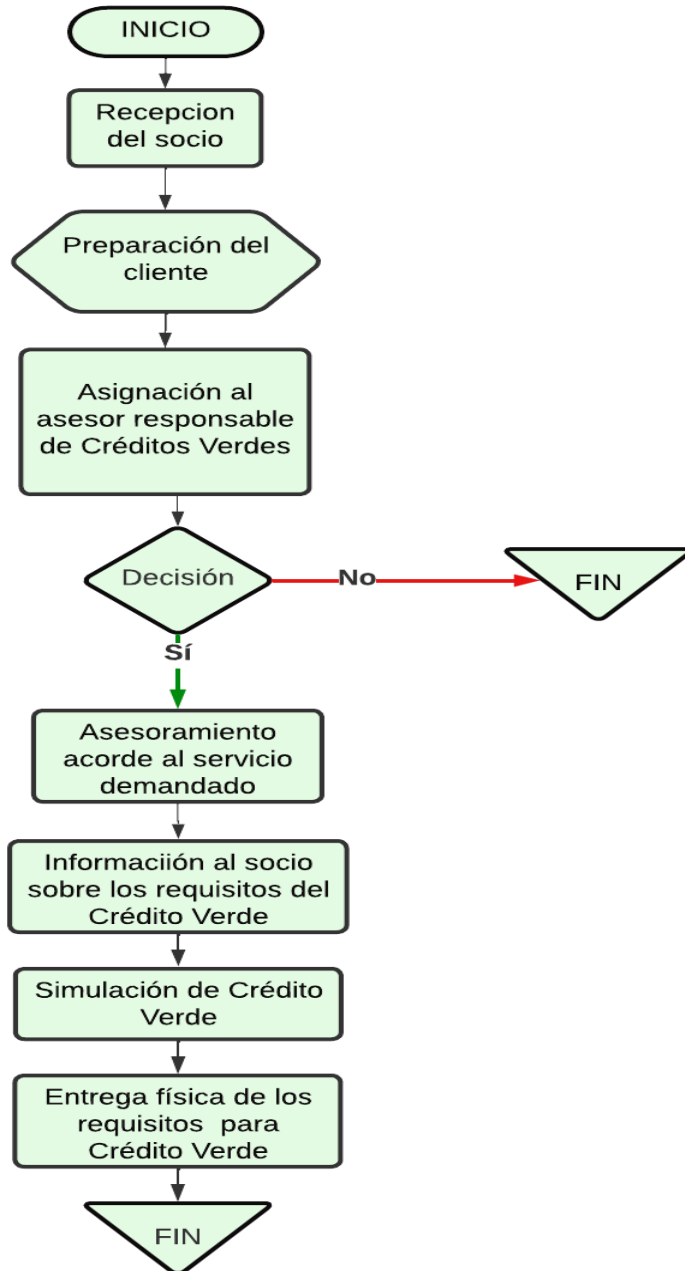 INICIO
Recepcion
del socio
Preparación del
cliente
Asignación al
asesor responsable
de Créditos Verdes
Decisión
No
FIN
Sí
Asesoramiento
acorde al servicio
demandado
Informaciión al socio
sobre los requisitos del
Crédito Verde
Simulación de Crédito
Verde
Entrega física de los
requisitos para
Crédito Verde
FIN